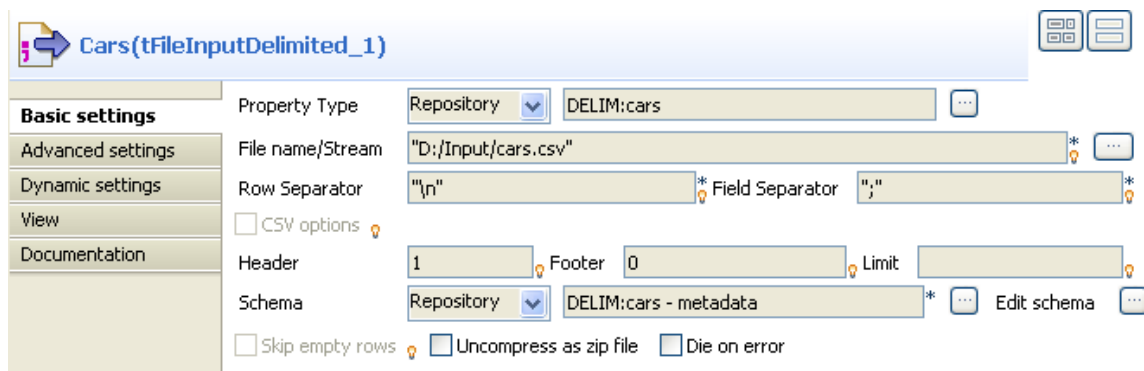 Cars(tFileInputDelimited_1)
Basic settings
Advanced settings
Dynamic settings
View
Documentation
Property Type Repository DELIM:cars ...
File name/Stream "D:/Input/cars.csv" * ...
Row Separator "\n" * Field Separator ";" *
CSV options
Header 1 Footer 0 Limit
Schema Repository DELIM:cars - metadata * ... Edit schema ...
Skip empty rows Uncompress as zip file Die on error